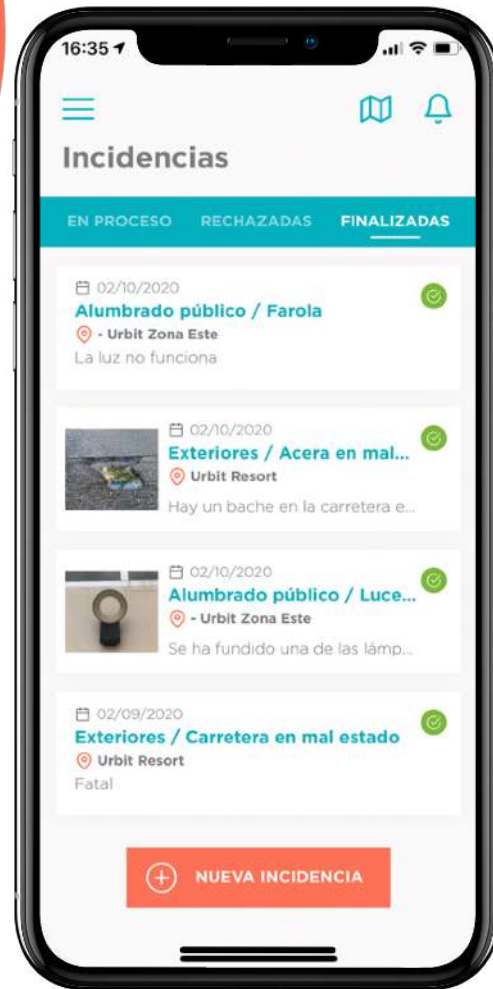 16:35
Incidencias
EN PROCESO RECHAZADAS FINALIZADAS
02/10/2020
Alumbrado público / Farola
- Urbit Zona Este
La luz no funciona
02/10/2020
Exteriores / Acera en mal...
Urbit Resort
Hay un bache en la carretera e...
02/10/2020
Alumbrado público / Luce...
- Urbit Zona Este
Se ha fundido una de las lámp...
02/09/2020
Exteriores / Carretera en mal estado
Urbit Resort
Fatal
NUEVA INCIDENCIA